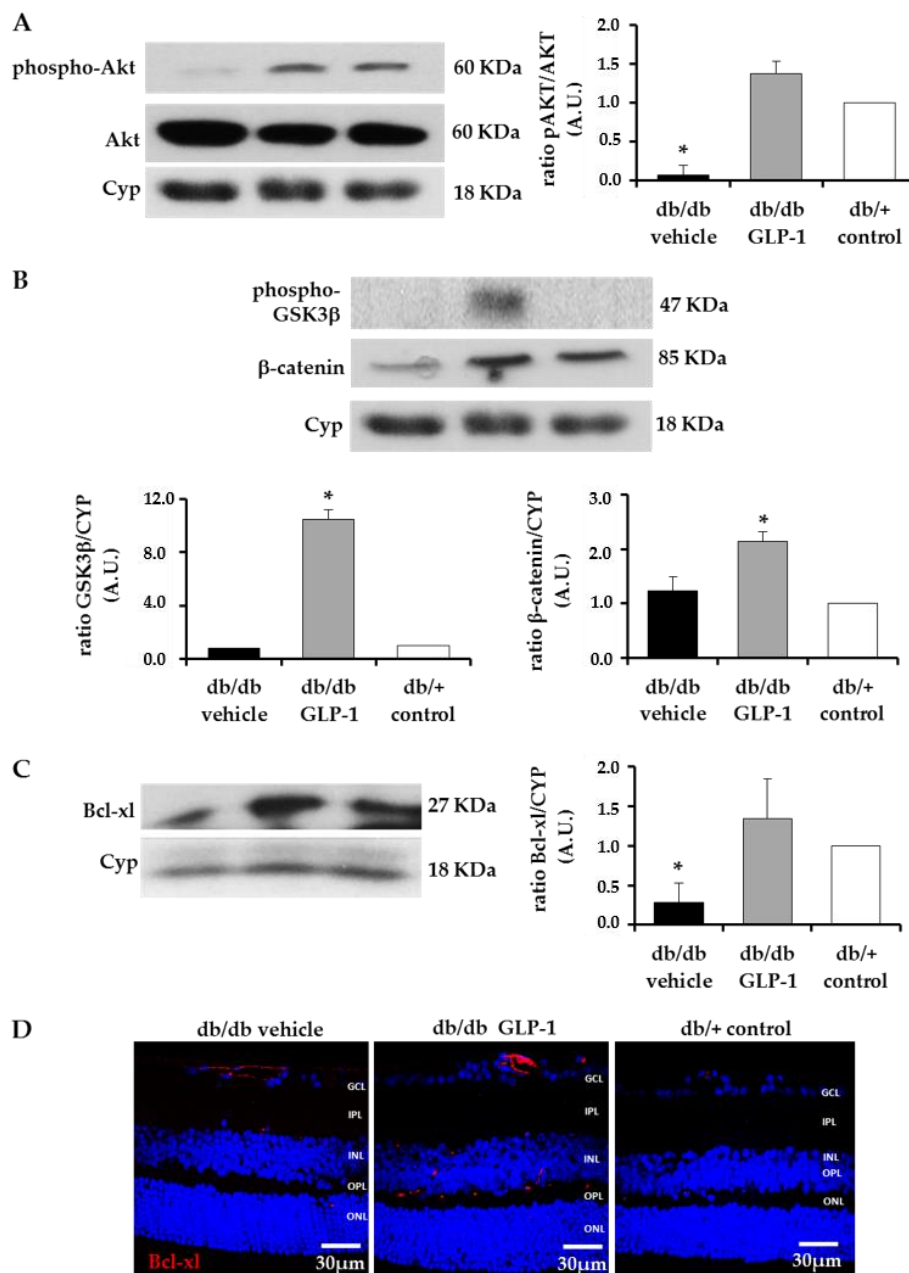 A
phospho-Akt
60 KDa
Akt
60 KDa
Cyp
18 KDa
ratio pAKT/AKT
(A.U.)
2.0
1.5
1.0
0.5
0.0
*
db/db
vehicle
db/db
GLP-1
db/+
control
B
phospho-
GSK3β
47 KDa
β-catenin
85 KDa
Cyp
18 KDa
ratio GSK3β/CYP
(A.U.)
12.0
8.0
4.0
0.0
*
db/db
vehicle
db/db
GLP-1
db/+
control
ratio β-catenin/CYP
(A.U.)
3.0
2.0
1.0
0.0
*
db/db
vehicle
db/db
GLP-1
db/+
control
C
Bcl-xl
27 KDa
Cyp
18 KDa
ratio Bcl-xl/CYP
(A.U.)
2.0
1.5
1.0
0.5
0.0
*
db/db
vehicle
db/db
GLP-1
db/+
control
D
db/db vehicle
GCL
IPL
INL
OPL
ONL
Bcl-xl
30µm
db/db GLP-1
GCL
IPL
INL
OPL
ONL
30µm
db/+ control
GCL
IPL
INL
OPL
ONL
ONL
30µm